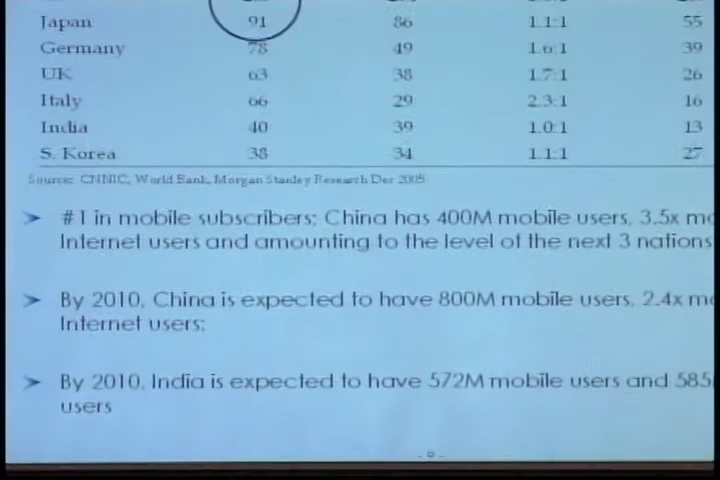 Japan 91 86 1.1:1 55
Germany 78 49 1.6:1 39
UK 63 38 1.7:1 26
Italy 66 29 2.3:1 16
India 40 39 1.0:1 13
S. Korea 38 34 1.1:1 27
Source: CNNIC, World Bank, Morgan Stanley Research Dec 2005
➤ #1 in mobile subscribers; China has 400M mobile users, 3.5x
Internet users and amounting to the level of the next 3 nations
➤ By 2010, China is expected to have 800M mobile users, 2.4x
Internet users;
➤ By 2010, India is expected to have 572M mobile users and 585
users